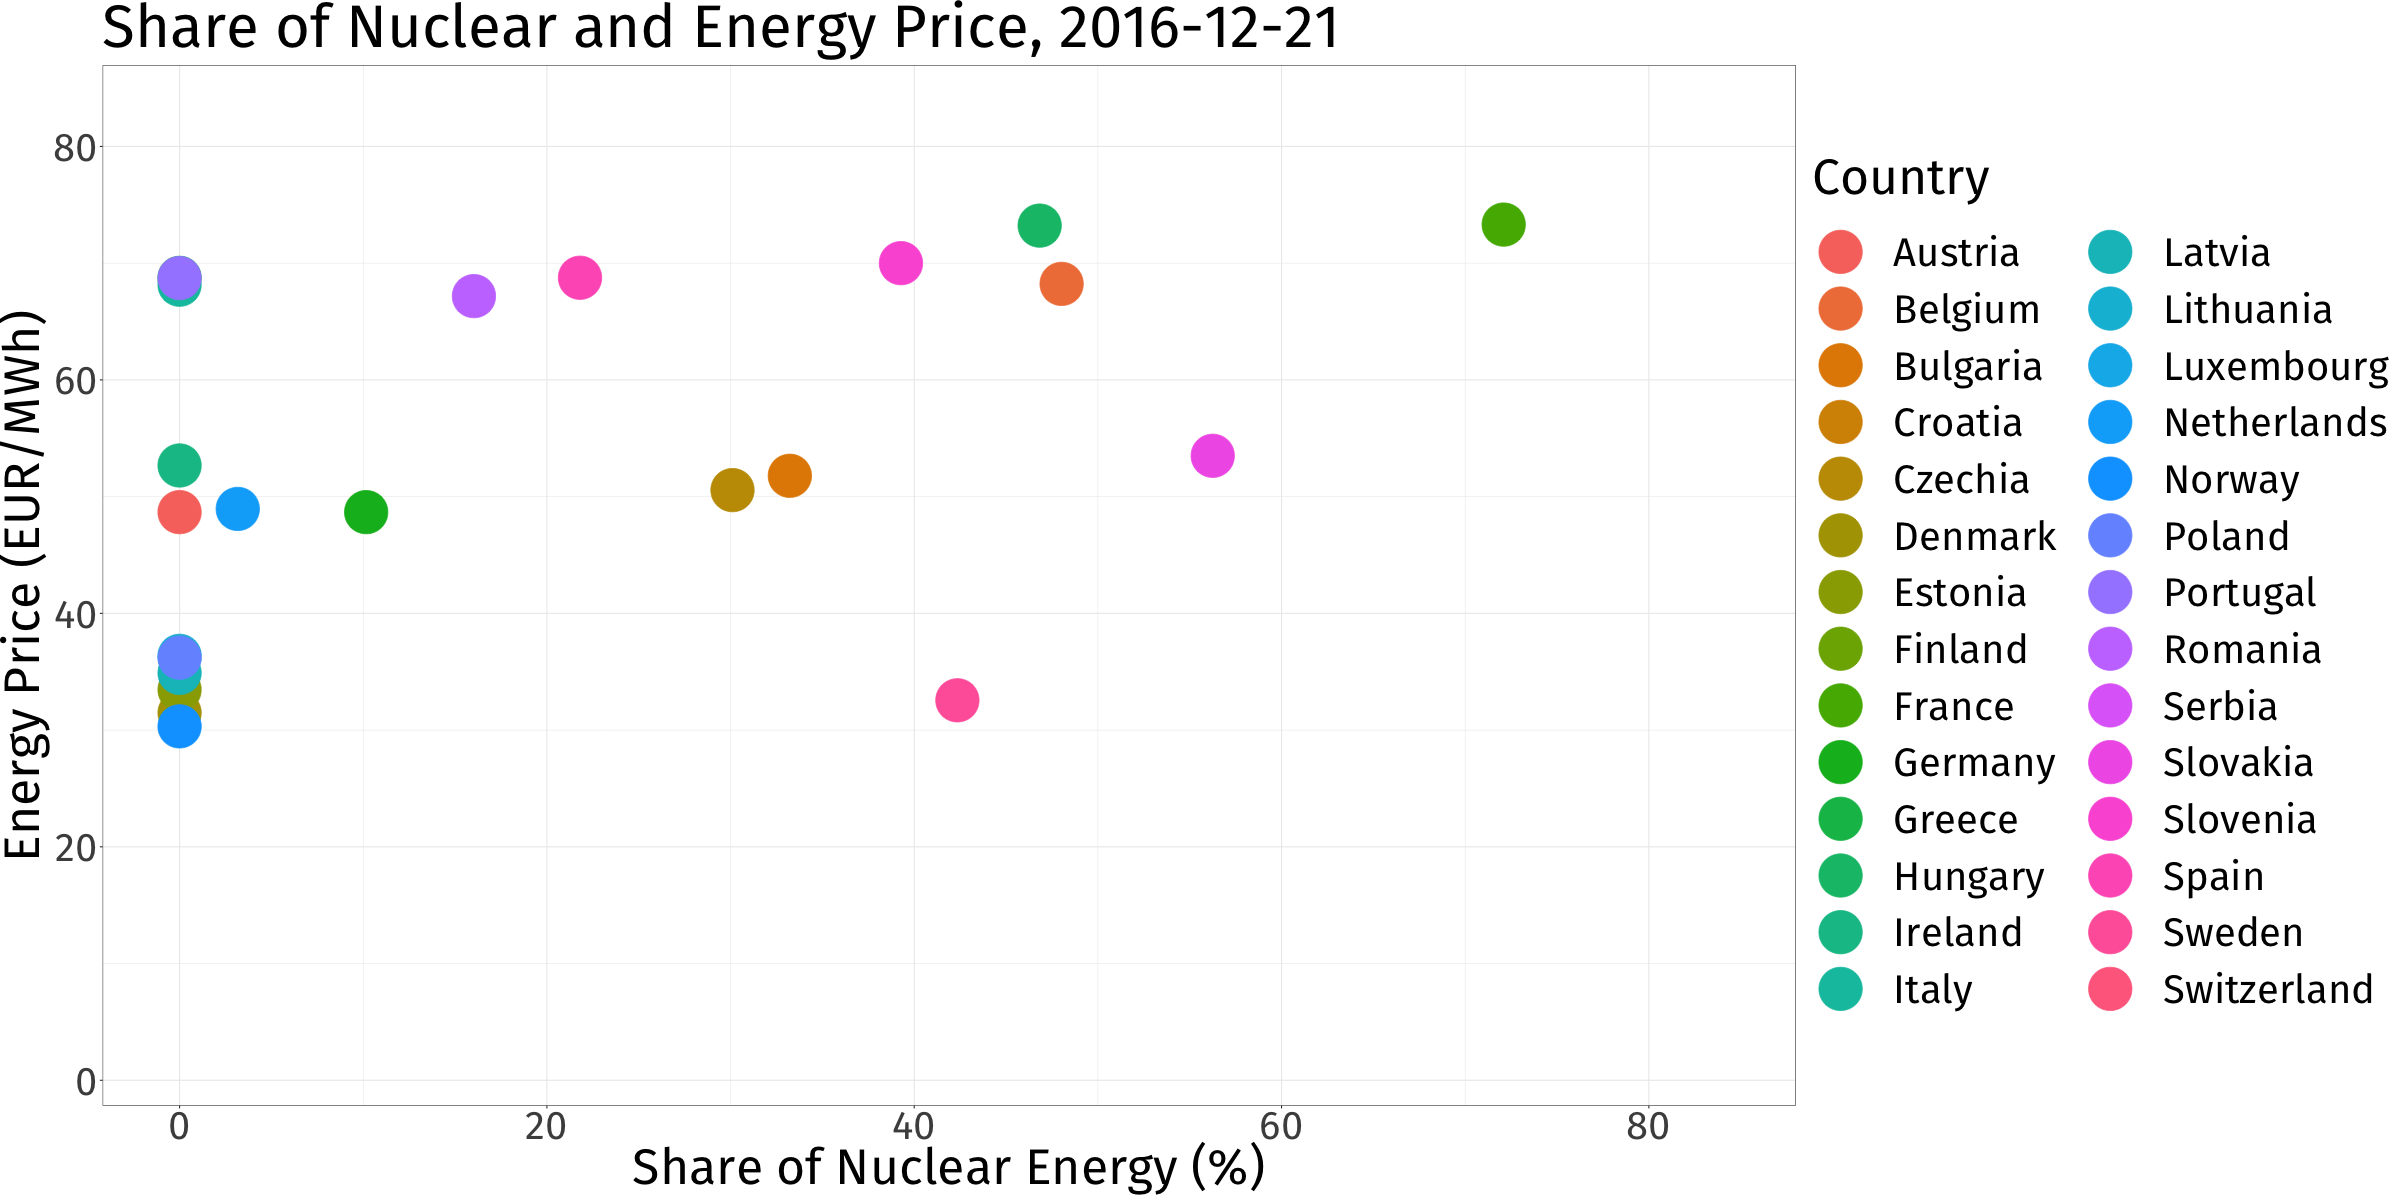 Share of Nuclear and Energy Price, 2016-12-21
Energy Price (EUR/MWh)
80
60
40
20
0
0 20 40 60 80
Share of Nuclear Energy (%)
Country
Austria
Belgium
Bulgaria
Croatia
Czechia
Denmark
Estonia
Finland
France
Germany
Greece
Hungary
Ireland
Italy
Latvia
Lithuania
Luxembourg
Netherlands
Norway
Poland
Portugal
Romania
Serbia
Slovakia
Slovenia
Spain
Sweden
Switzerland